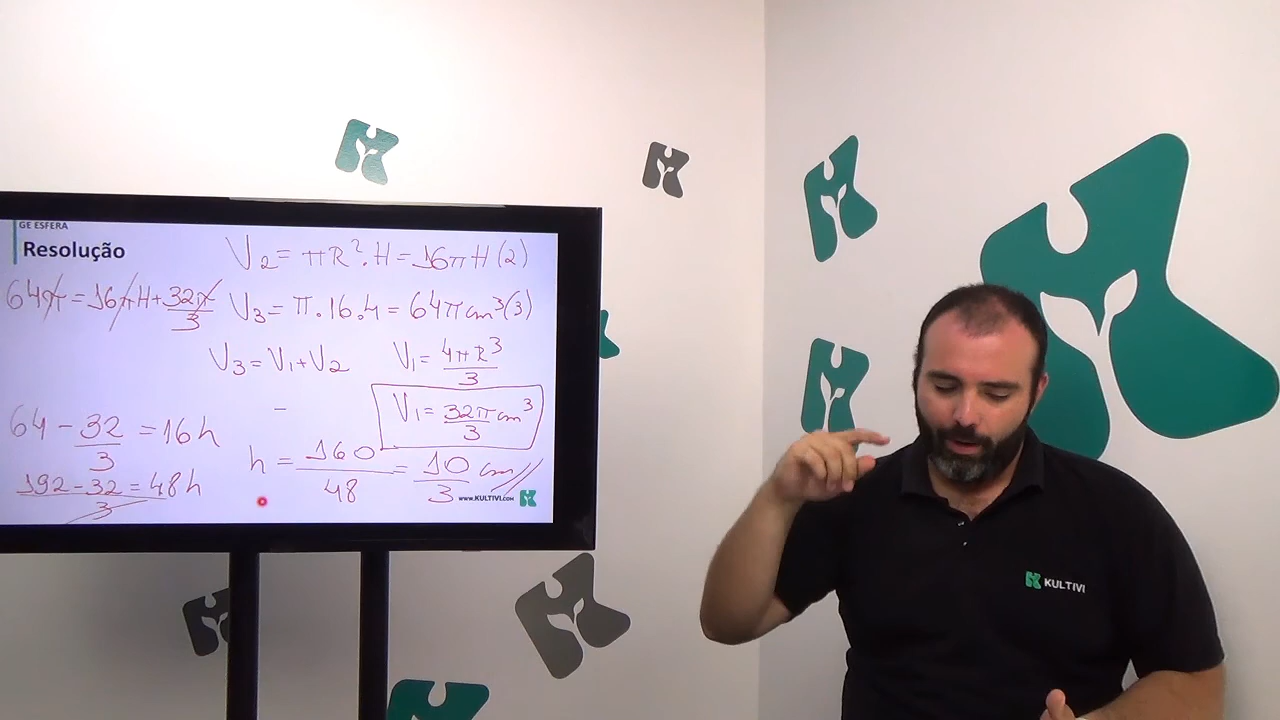 GE ESFERA
Resolução
V2 = πR².H = 16πH (2)
64π = 16πH + 32π/3
V3 = π.16.4 = 64π cm³ (3)
V3 = V1 + V2
V1 = 4πR³/3
V1 = 32π/3 cm³
64 - 32/3 = 16h
192 - 32/3 = 48h
h = 160/48 = 10/3 cm//
WWW.KULTIVI.COM
KULTIVI